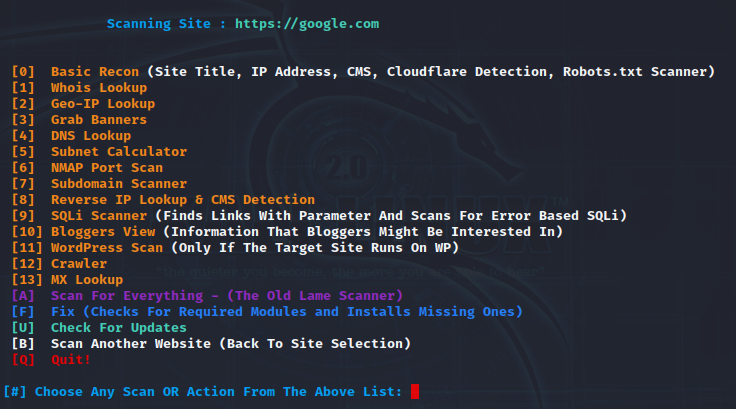 Scanning Site : https://google.com
[0] Basic Recon (Site Title, IP Address, CMS, Cloudflare Detection, Robots.txt Scanner)
[1] Whois Lookup
[2] Geo-IP Lookup
[3] Grab Banners
[4] DNS Lookup
[5] Subnet Calculator
[6] NMAP Port Scan
[7] Subdomain Scanner
[8] Reverse IP Lookup & CMS Detection
[9] SQLi Scanner (Finds Links With Parameter And Scans For Error Based SQLi)
[10] Bloggers View (Information That Bloggers Might Be Interested In)
[11] WordPress Scan (Only If The Target Site Runs On WP)
[12] Crawler
[13] MX Lookup
[A] Scan For Everything - (The Old Lame Scanner)
[F] Fix (Checks For Required Modules and Installs Missing Ones)
[U] Check For Updates
[B] Scan Another Website (Back To Site Selection)
[Q] Quit!
[#] Choose Any Scan OR Action From The Above List:
2.0